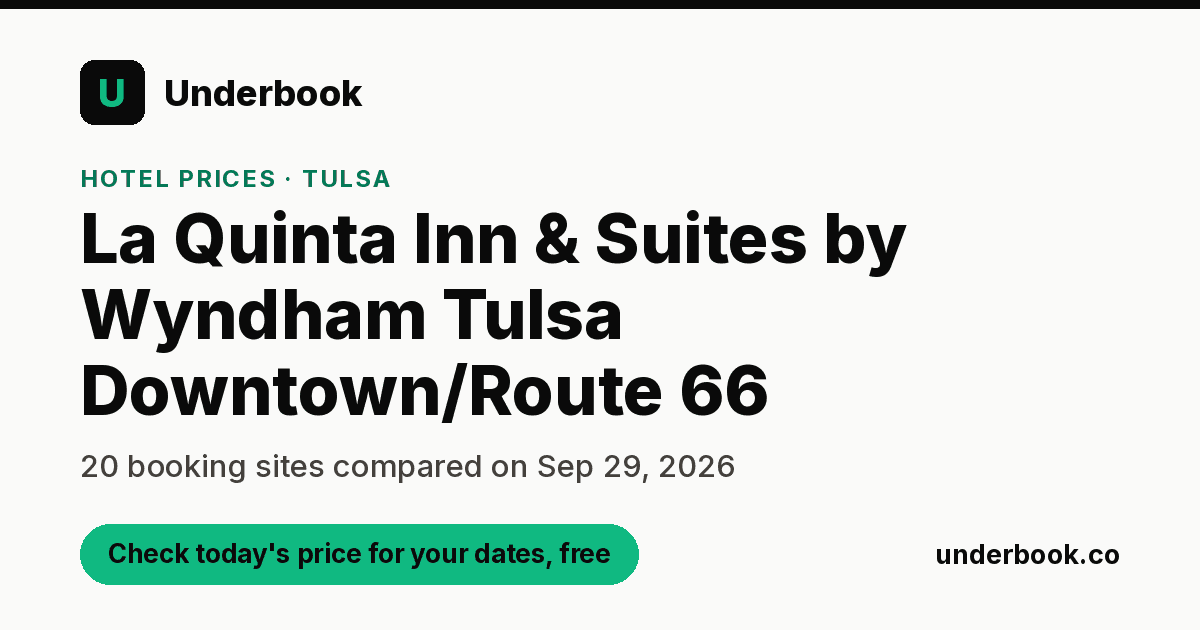 U Underbook
HOTEL PRICES · TULSA
La Quinta Inn & Suites by
Wyndham Tulsa
Downtown/Route 66
20 booking sites compared on Sep 29, 2026
Check today's price for your dates, free
underbook.co